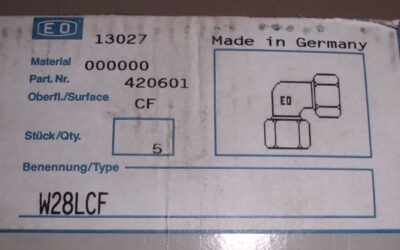 EO 13027
Made in Germany
Material 000000
Part. Nr. 420601
Oberfl./Surface CF
EO
Stück/Qty. 5
Benennung/Type
W28LCF